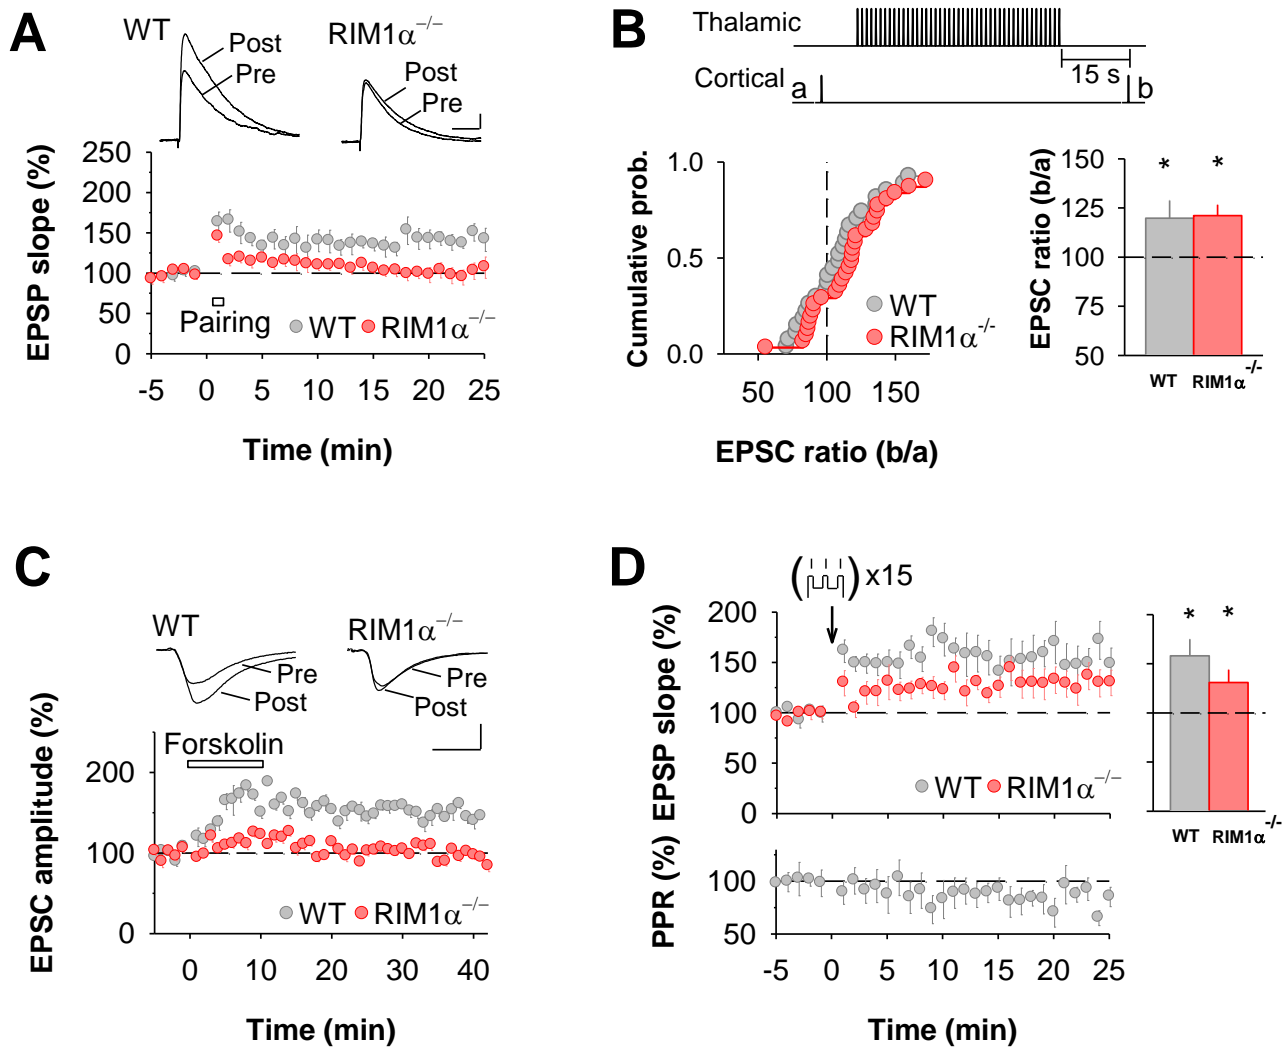 A
WT
Post
Pre
RIM1α−/−
Post
Pre
EPSP slope (%)
250
200
150
100
50
0
Pairing
WT
RIM1α−/−
-5
0
5
10
15
20
25
Time (min)
B
Thalamic
Cortical
a
15 s
b
Cumulative prob.
1.0
0.5
0.0
WT
RIM1α-/-
50
100
150
EPSC ratio (b/a)
EPSC ratio (b/a)
150
125
100
75
50
*
*
WT
RIM1α-/-
C
WT
Pre
Post
RIM1α−/−
Pre
Post
EPSC amplitude (%)
Forskolin
200
100
0
WT
RIM1α−/−
0
10
20
30
40
Time (min)
D
( ) x15
EPSP slope (%)
200
150
100
50
0
WT
RIM1α−/−
*
*
WT
RIM1α-/-
PPR (%)
100
50
-5
0
5
10
15
20
25
Time (min)